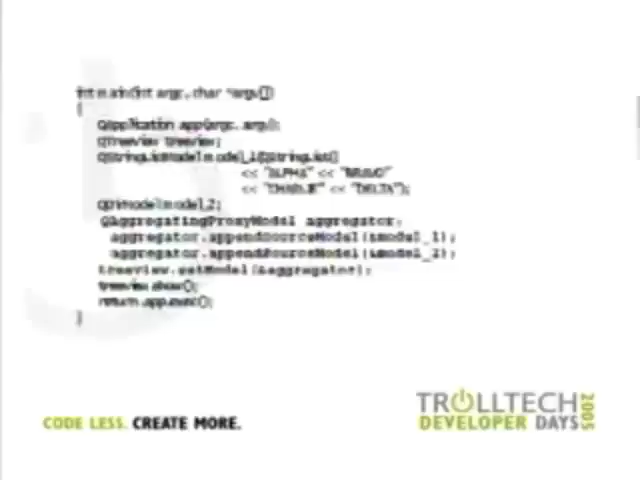 int main(int argc, char *argv[])
{
QApplication app(argc, argv);
QTreeView treeview;
QStringListModel model_1(QStringList()
<< "ALPHA" << "BRAVO"
<< "CHARLIE" << "DELTA");
QDirModel model_2;
QAggregatingProxyModel aggregator;
aggregator.appendSourceModel(&model_1);
aggregator.appendSourceModel(&model_2);
treeview.setModel(&aggregator);
treeview.show();
return app.exec();
}
CODE LESS. CREATE MORE.
TROLLTECH
DEVELOPER DAYS
2005